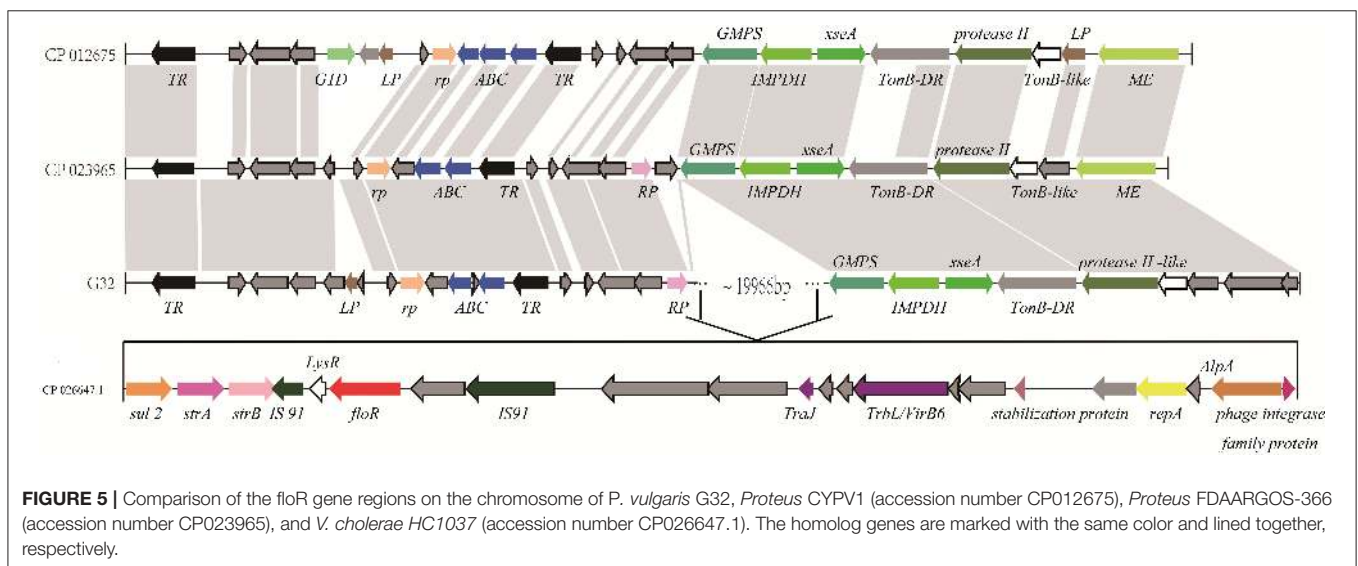 GMPS xseA protease II LP
CP 012675
TR GTD LP rp ABC TR IMPDH TonB-DR TonB-like ME
GMPS xseA protease II
CP 023965
rp ABC TR RP IMPDH TonB-DR TonB-like ME
GMPS xseA protease II -like
G32 ~19966bp
TR LP rp ABC TR RP IMPDH TonB-DR
LysR AlpA
CP 026647.1
sul 2 strA strB IS 91 floR IS91 TraJ TrbL/VirB6 stabilization protein repA phage integrase
family protein
FIGURE 5 | Comparison of the floR gene regions on the chromosome of P. vulgaris G32, Proteus CYPV1 (accession number CP012675), Proteus FDAARGOS-366
(accession number CP023965), and V. cholerae HC1037 (accession number CP026647.1). The homolog genes are marked with the same color and lined together,
respectively.